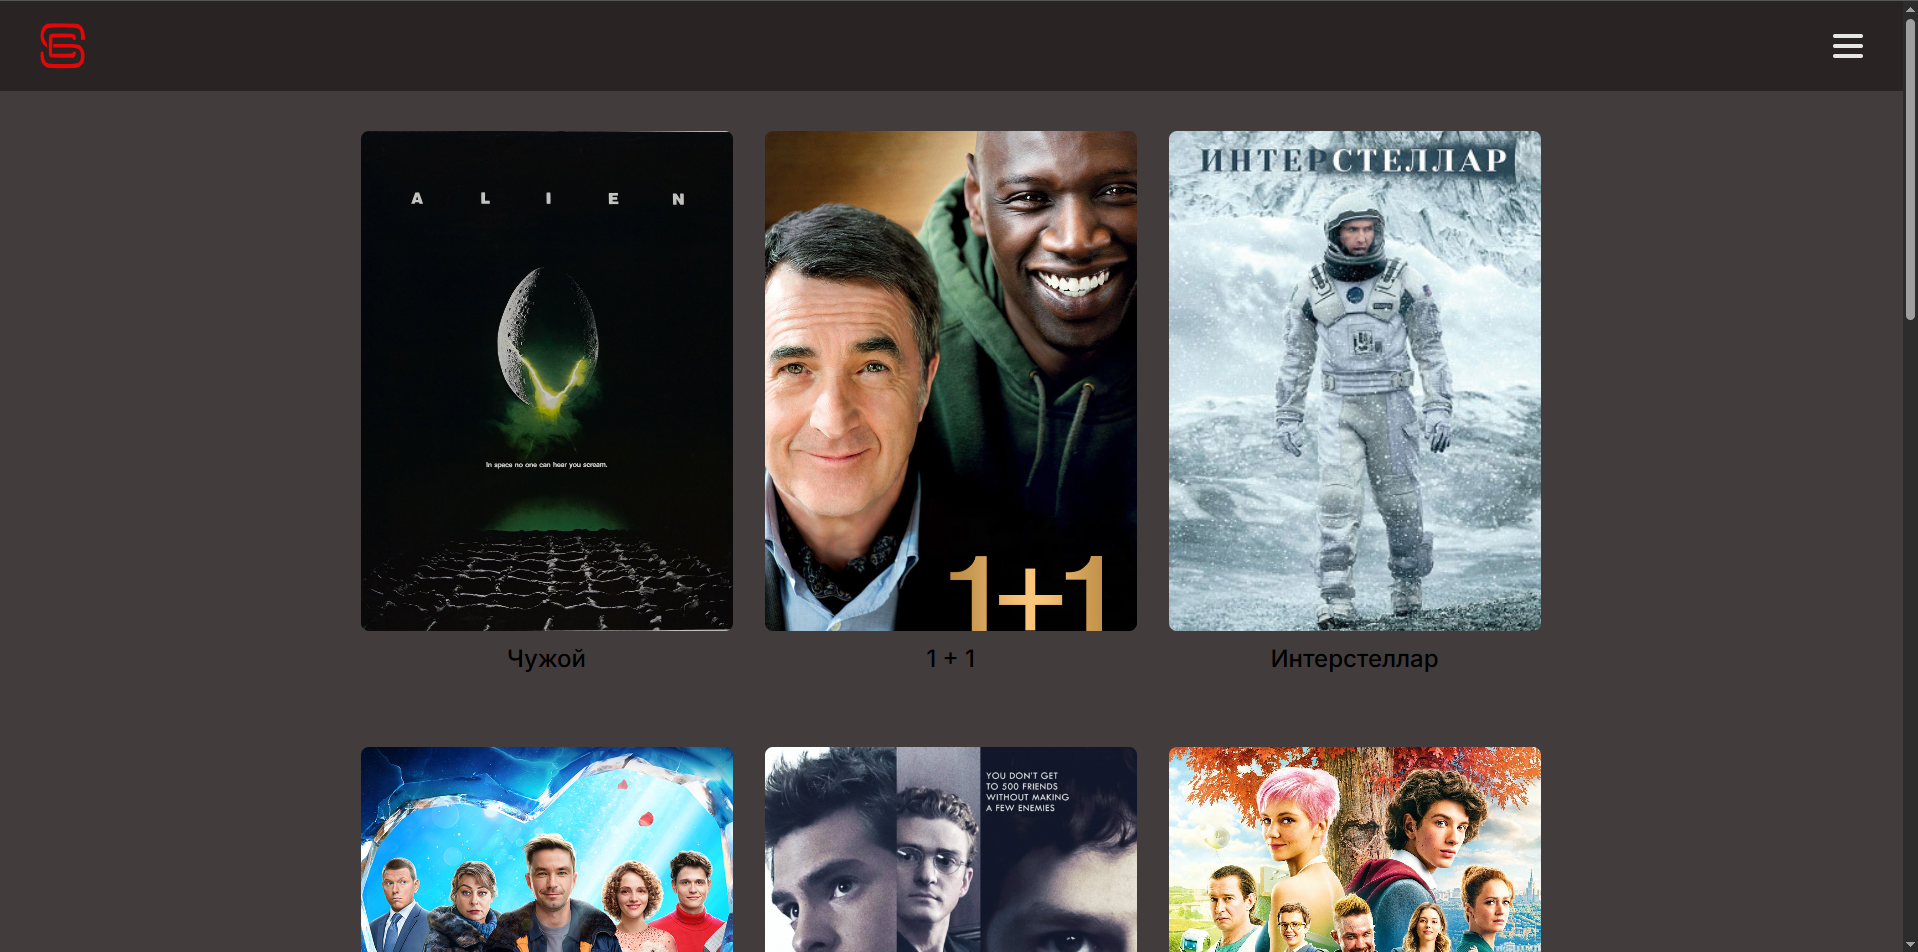 ALIEN
In space no one can hear you scream.
1+1
ИНТЕРСТЕЛЛАР
Чужой
1 + 1
Интерстеллар
YOU DON'T GET
TO 500 FRIENDS
WITHOUT MAKING
A FEW ENEMIES